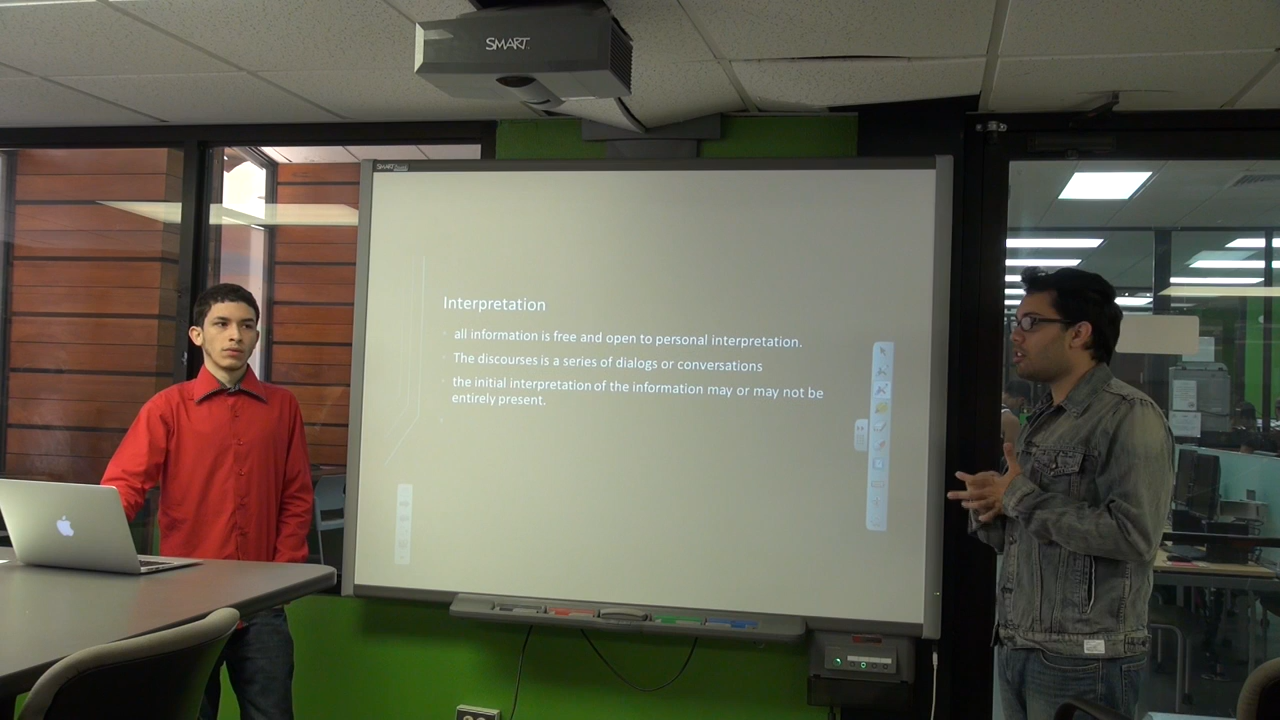 SMART
SMART
Interpretation
all information is free and open to personal interpretation.
The discourses is a series of dialogs or conversations
the initial interpretation of the information may or may not be
entirely present.